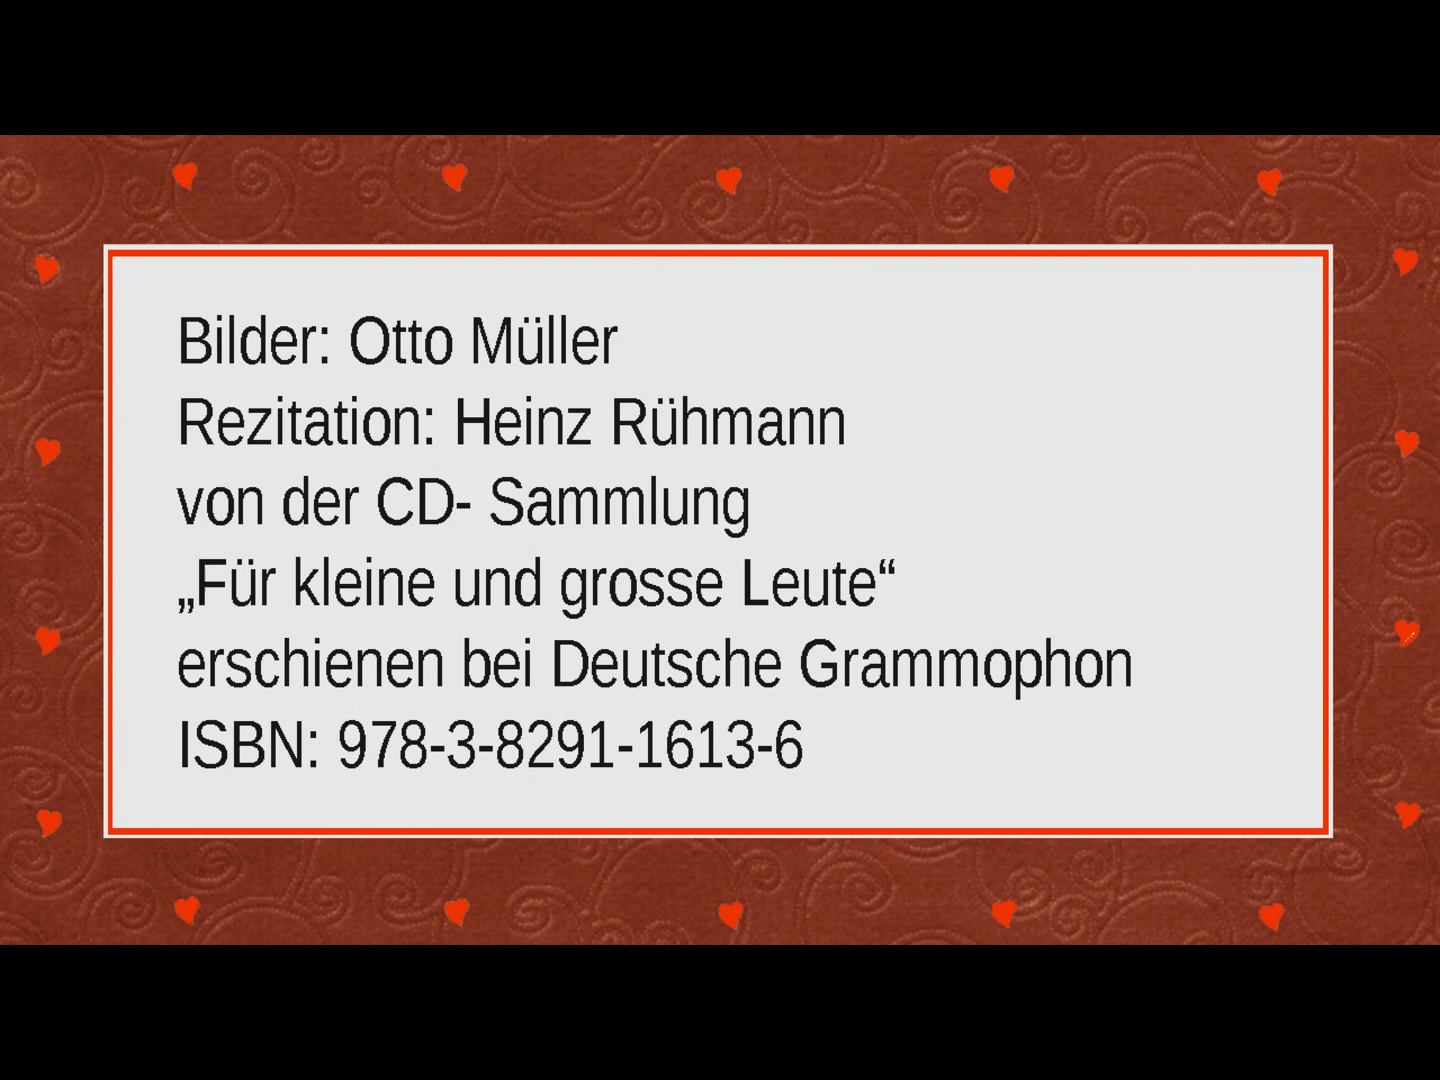 Bilder: Otto Müller
Rezitation: Heinz Rühmann
von der CD- Sammlung
„Für kleine und grosse Leute“
erschienen bei Deutsche Grammophon
ISBN: 978-3-8291-1613-6